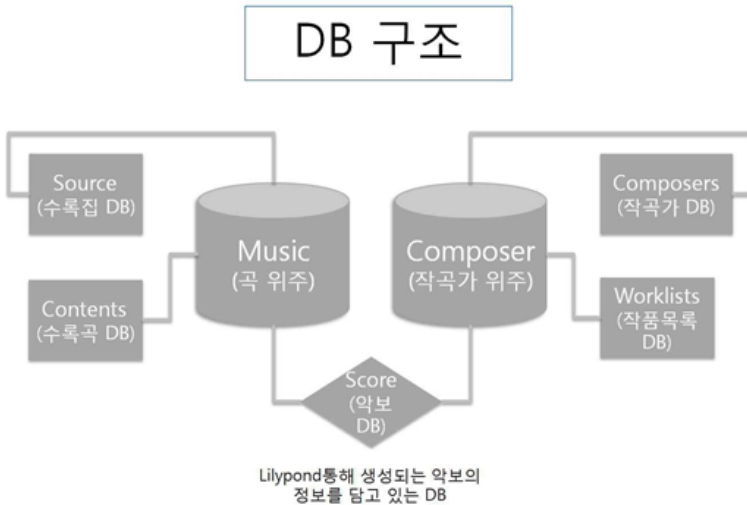 DB 구조
Source
(수록집 DB)
Contents
(수록곡 DB)
Music
(곡 위주)
Composer
(작곡가 위주)
Composers
(작곡가 DB)
Worklists
(작품목록
DB)
Score
(악보
DB)
Lilypond통해 생성되는 악보의
정보를 담고 있는 DB